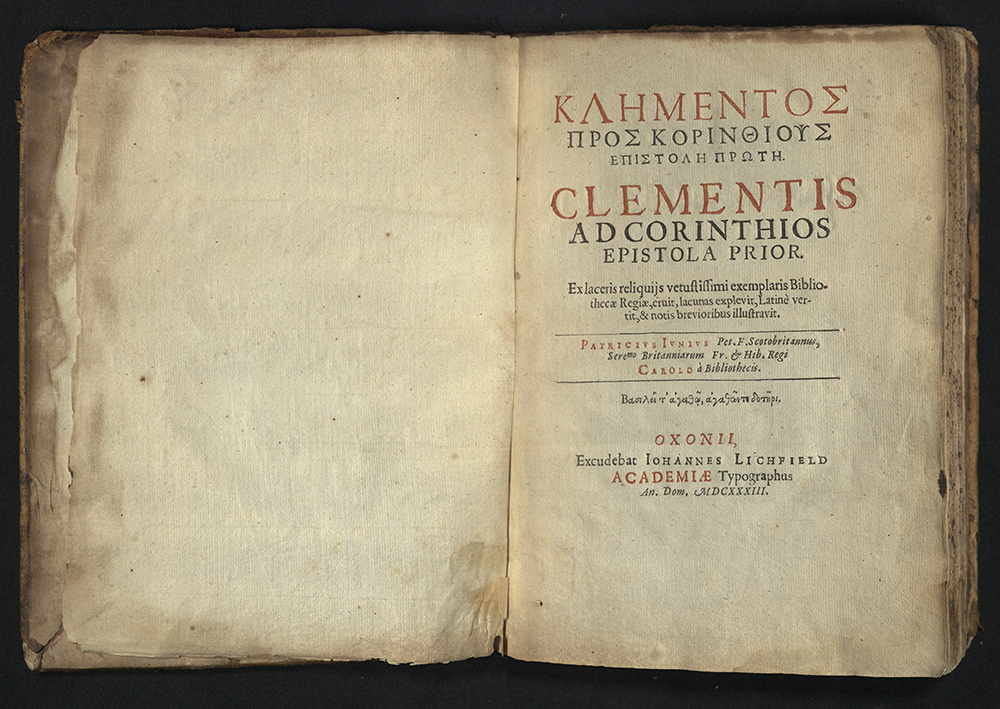 ΚΛΗΜΕΝΤΟΣ
ΠΡΟΣ ΚΟΡΙΝΘΙΟΥΣ
ΕΠΙΣΤΟΛΗ ΠΡΩΤΗ.
CLEMENTIS
AD CORINTHIOS
EPISTOLA PRIOR.
Ex laceris reliquijs vetustissimi exemplaris Biblio-
thecæ Regiæ, eruit, lacunas explevit, Latinè ver-
tit, & notis brevioribus illustravit.
PATRICIVS IVNIVS Pet. F. Scotobritannus,
Sereᵐᵒ Britanniarum Fr. & Hib. Regi
CAROLO à Bibliothecis.
Βασιλεῖ τ' ἀγαθῷ,
OXONII,
Excudebat IOHANNES LICHFIELD
ACADEMIÆ Typographus
An. Dom. MDCXXXIII.